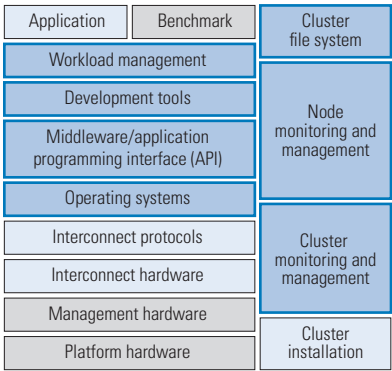 Application
Benchmark
Workload management
Development tools
Middleware/application
programming interface (API)
Operating systems
Interconnect protocols
Interconnect hardware
Management hardware
Platform hardware
Cluster
file system
Node
monitoring and
management
Cluster
monitoring and
management
Cluster
installation